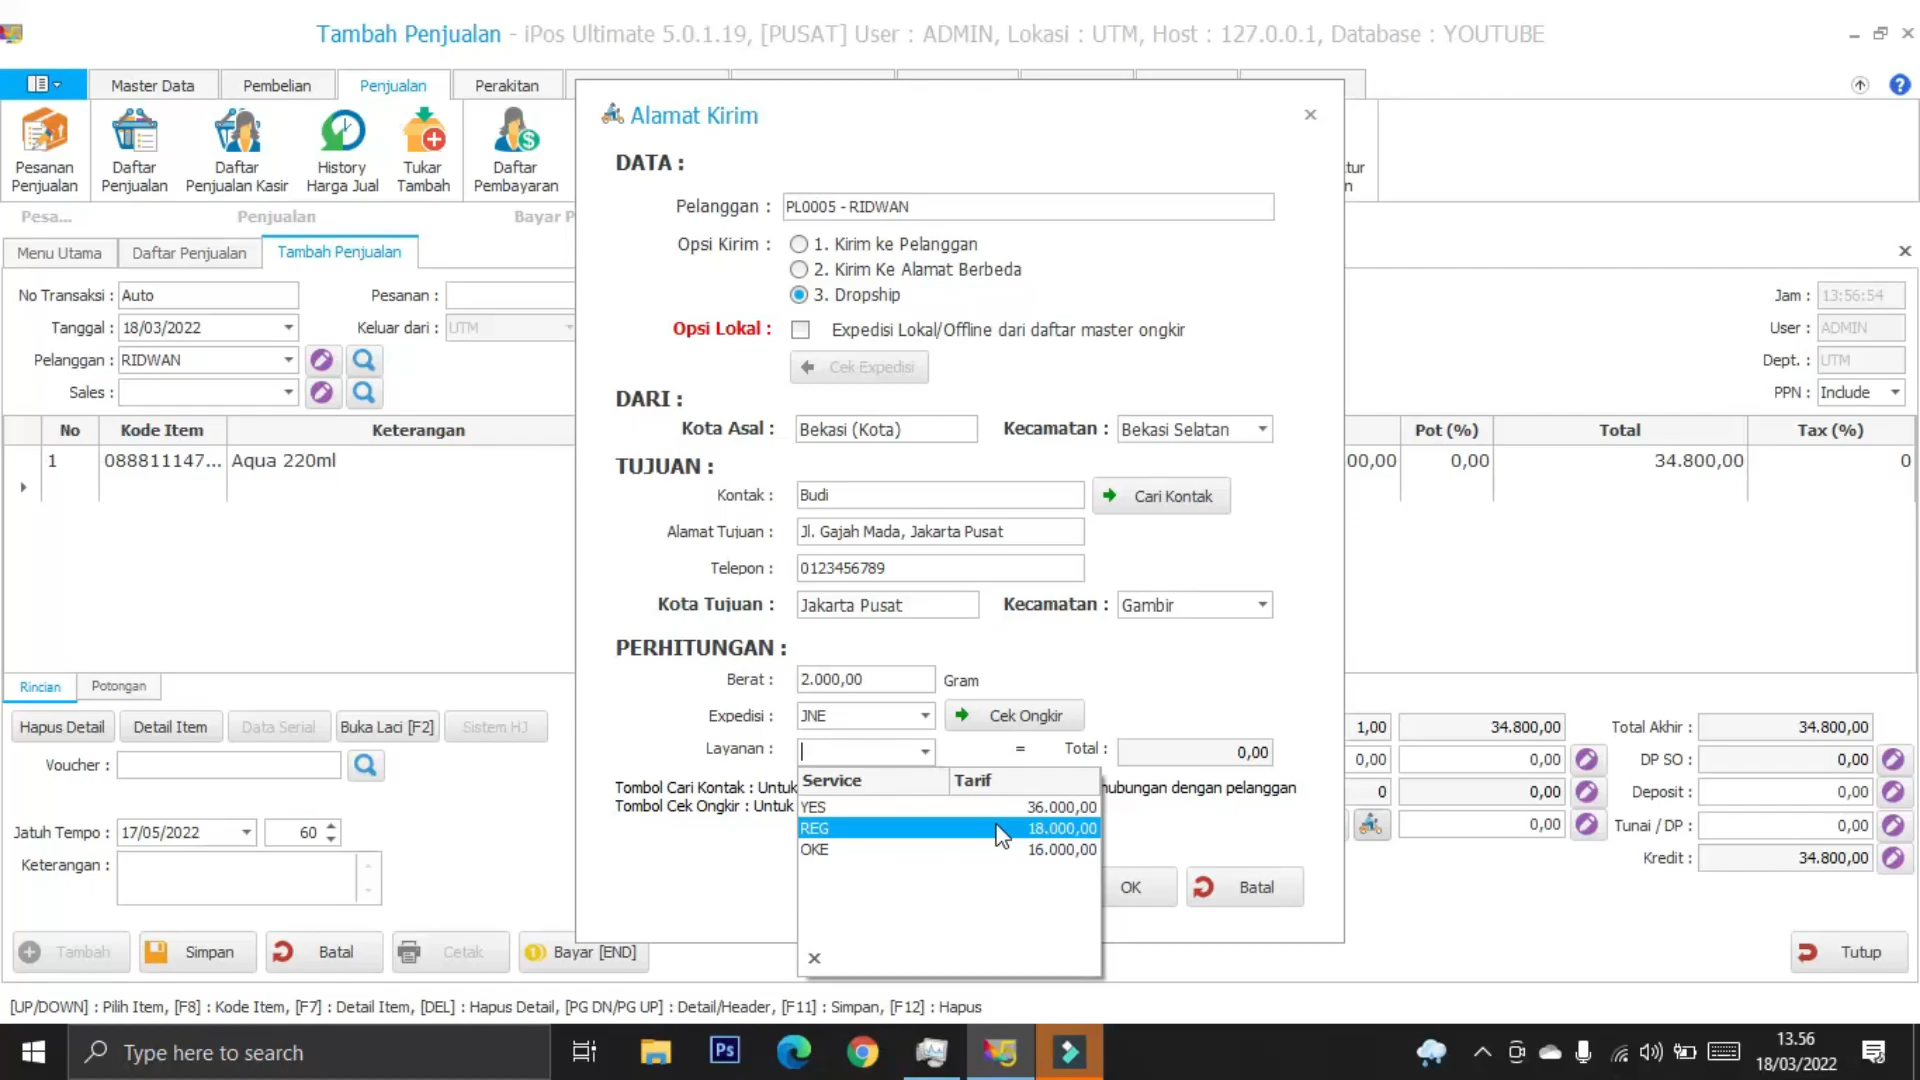 Tambah Penjualan - iPos Ultimate 5.0.1.19, [PUSAT] User : ADMIN, Lokasi : UTM, Host : 127.0.0.1, Database : YOUTUBE
Master Data Pembelian Penjualan Perakitan
Pesanan Penjualan
Daftar Penjualan
Daftar Penjualan Kasir
History Harga Jual
Tukar Tambah
Daftar Pembayaran
Pesa... Penjualan Bayar P
Menu Utama Daftar Penjualan Tambah Penjualan
No Transaksi : Auto Pesanan :
Tanggal : 18/03/2022 Keluar dari : UTM
Pelanggan : RIDWAN
Sales :
Jam : 13:56:54
User : ADMIN
Dept. : UTM
PPN : Include
No Kode Item Keterangan Pot (%) Total Tax (%)
1 088811147... Aqua 220ml 00,00 0,00 34.800,00 0
Alamat Kirim
DATA :
Pelanggan : PL0005 - RIDWAN
Opsi Kirim : 1. Kirim ke Pelanggan
2. Kirim Ke Alamat Berbeda
3. Dropship
Opsi Lokal : Expedisi Lokal/Offline dari daftar master ongkir
Cek Expedisi
DARI :
Kota Asal : Bekasi (Kota) Kecamatan : Bekasi Selatan
TUJUAN :
Kontak : Budi Cari Kontak
Alamat Tujuan : Jl. Gajah Mada, Jakarta Pusat
Telepon : 0123456789
Kota Tujuan : Jakarta Pusat Kecamatan : Gambir
PERHITUNGAN :
Berat : 2.000,00 Gram
Expedisi : JNE Cek Ongkir
Layanan : = Total : 0,00
Service Tarif
YES 36.000,00
REG 18.000,00
OKE 16.000,00
Tombol Cari Kontak : Untuk hubungan dengan pelanggan
Tombol Cek Ongkir : Untuk
OK Batal
Rincian Potongan
Hapus Detail Detail Item Data Serial Buka Laci [F2] Sistem HJ
Voucher :
Jatuh Tempo : 17/05/2022 60
Keterangan :
1,00 34.800,00 Total Akhir : 34.800,00
0,00 0,00 DP SO : 0,00
0 0,00 Deposit : 0,00
0,00 Tunai / DP : 0,00
Kredit : 34.800,00
Tambah Simpan Batal Cetak Bayar [END] Tutup
[UP/DOWN] : Pilih Item, [F8] : Kode Item, [F7] : Detail Item, [DEL] : Hapus Detail, [PG DN/PG UP] : Detail/Header, [F11] : Simpan, [F12] : Hapus
Type here to search
Ps
13.56
18/03/2022